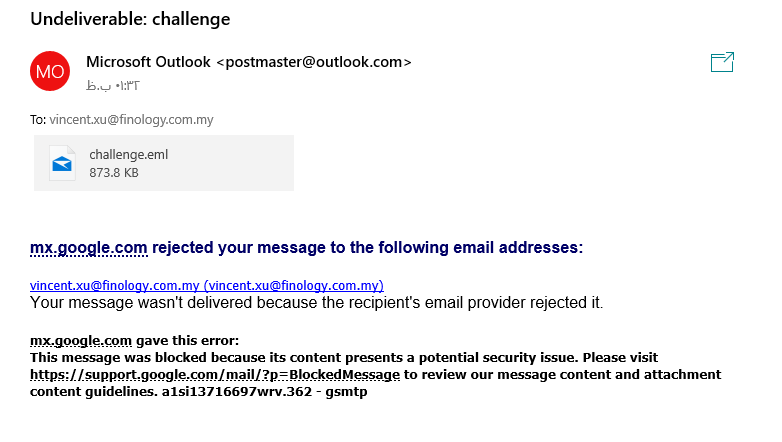 Undeliverable: challenge
MO
Microsoft Outlook <postmaster@outlook.com>
۰۱:۳۲ ب.ظ
To: vincent.xu@finology.com.my
challenge.eml
873.8 KB
mx.google.com rejected your message to the following email addresses:
vincent.xu@finology.com.my (vincent.xu@finology.com.my)
Your message wasn't delivered because the recipient's email provider rejected it.
mx.google.com gave this error:
This message was blocked because its content presents a potential security issue. Please visit
https://support.google.com/mail/?p=BlockedMessage to review our message content and attachment
content guidelines. a1si13716697wrv.362 - gsmtp